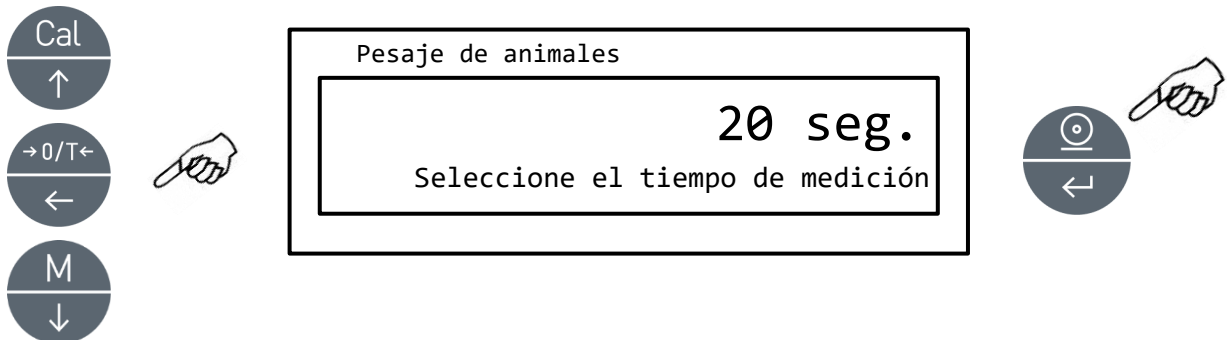 Cal
→0/T←
M
Pesaje de animales
20 seg.
Seleccione el tiempo de medición